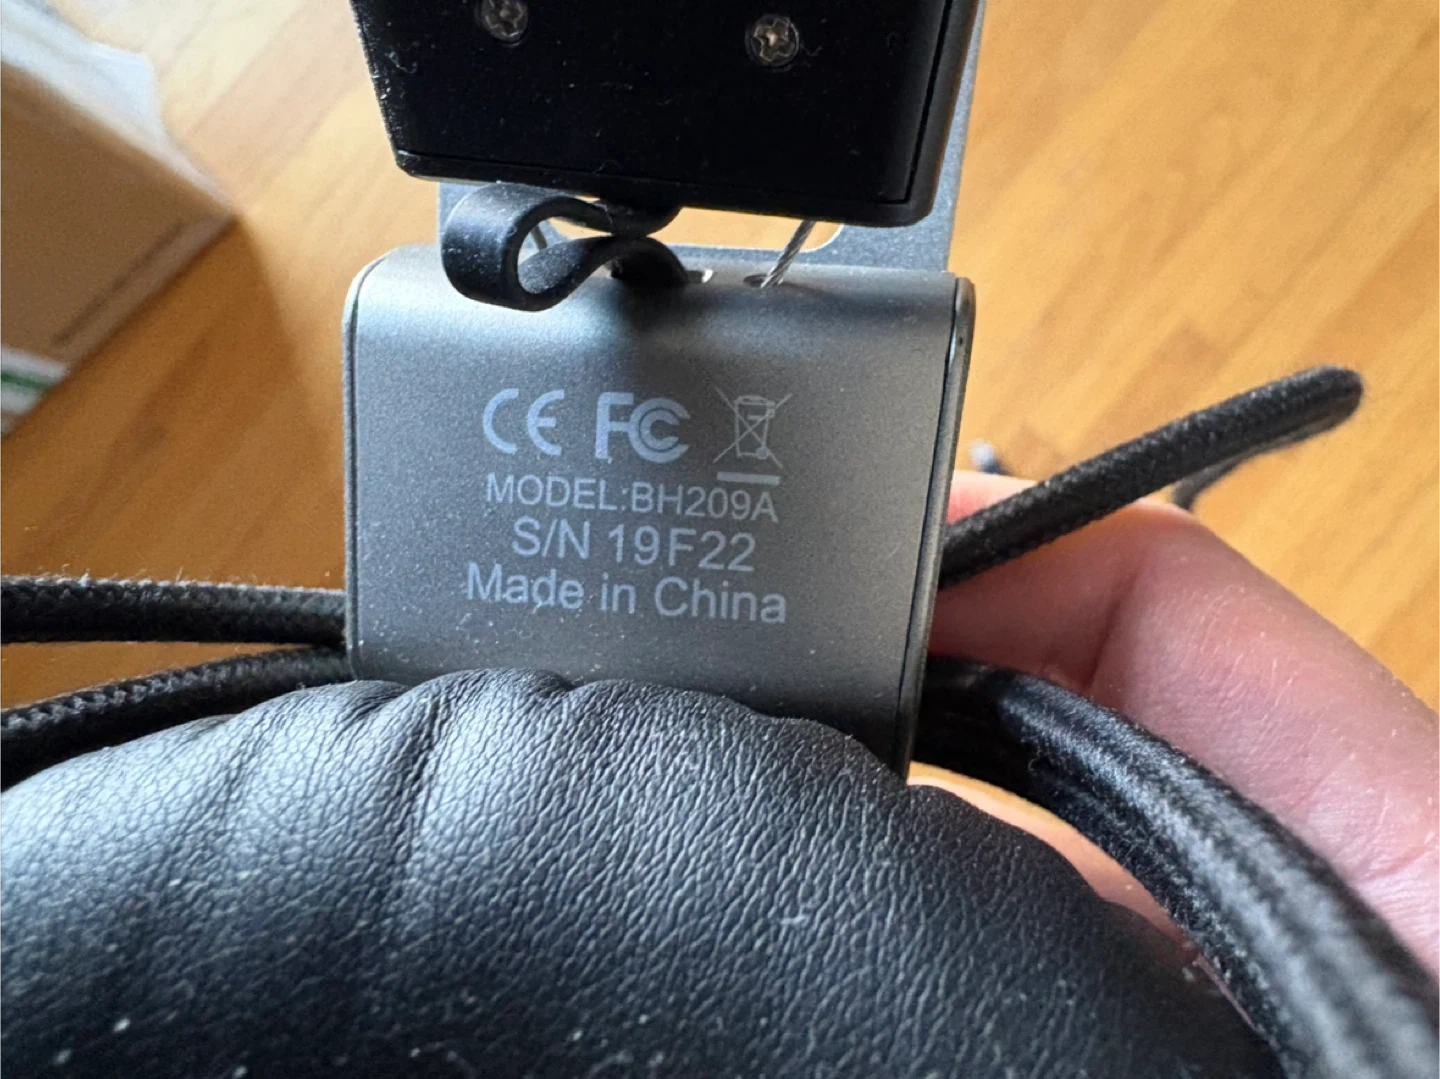 CE FC
MODEL:BH209A
S/N 19F22
Made in China